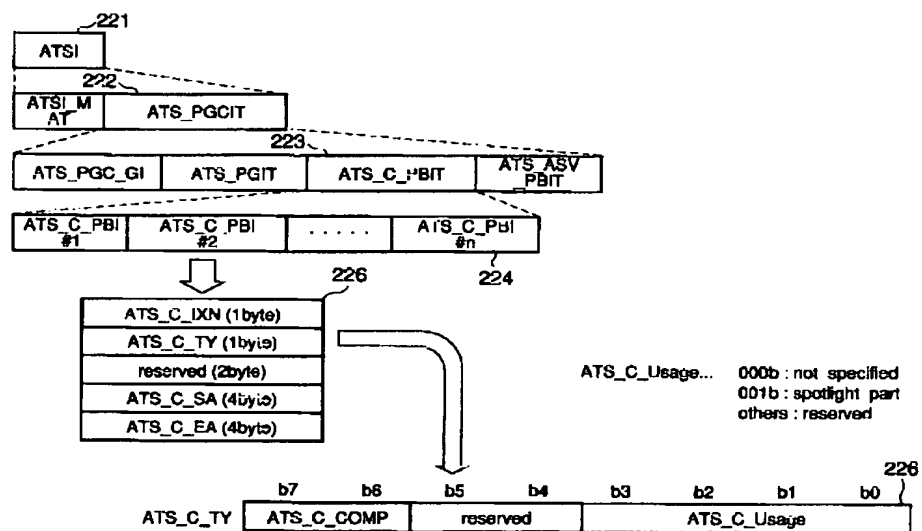 221
ATSI
222
ATSI_M
AT
ATS_PGCIT
223
ATS_PGC_GI ATS_PGIT ATS_C_PBIT ATS_ASV
_PBIT
ATS_C_PBI
#1
ATS_C_PBI
#2
.....
ATS_C_PBI
#n
224
226
ATS_C_IXN (1byte)
ATS_C_TY (1byte)
reserved (2byte)
ATS_C_SA (4byte)
ATS_C_EA (4byte)
ATS_C_Usage... 000b : not specified
001b : spotlight part
others : reserved
226
b7 b6 b5 b4 b3 b2 b1 b0
ATS_C_TY ATS_C_COMP reserved ATS_C_Usage